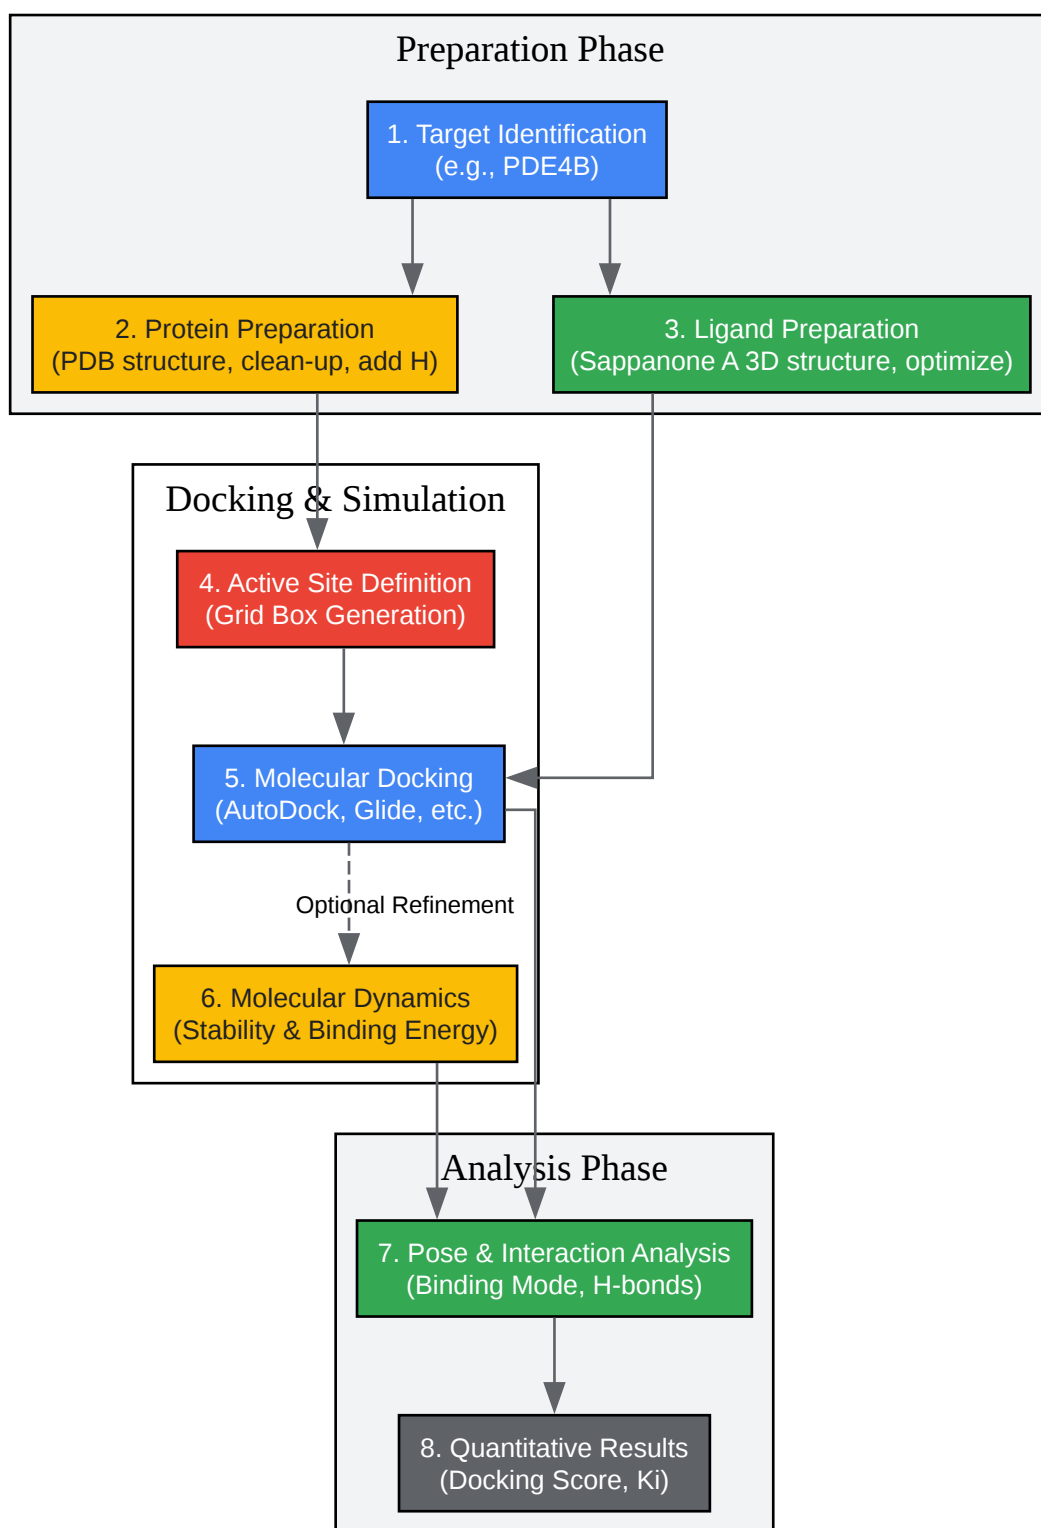 Preparation Phase
1. Target Identification
(e.g., PDE4B)
2. Protein Preparation
(PDB structure, clean-up, add H)
3. Ligand Preparation
(Sappanone A 3D structure, optimize)
Docking & Simulation
4. Active Site Definition
(Grid Box Generation)
5. Molecular Docking
(AutoDock, Glide, etc.)
Optional Refinement
6. Molecular Dynamics
(Stability & Binding Energy)
Analysis Phase
7. Pose & Interaction Analysis
(Binding Mode, H-bonds)
8. Quantitative Results
(Docking Score, Ki)